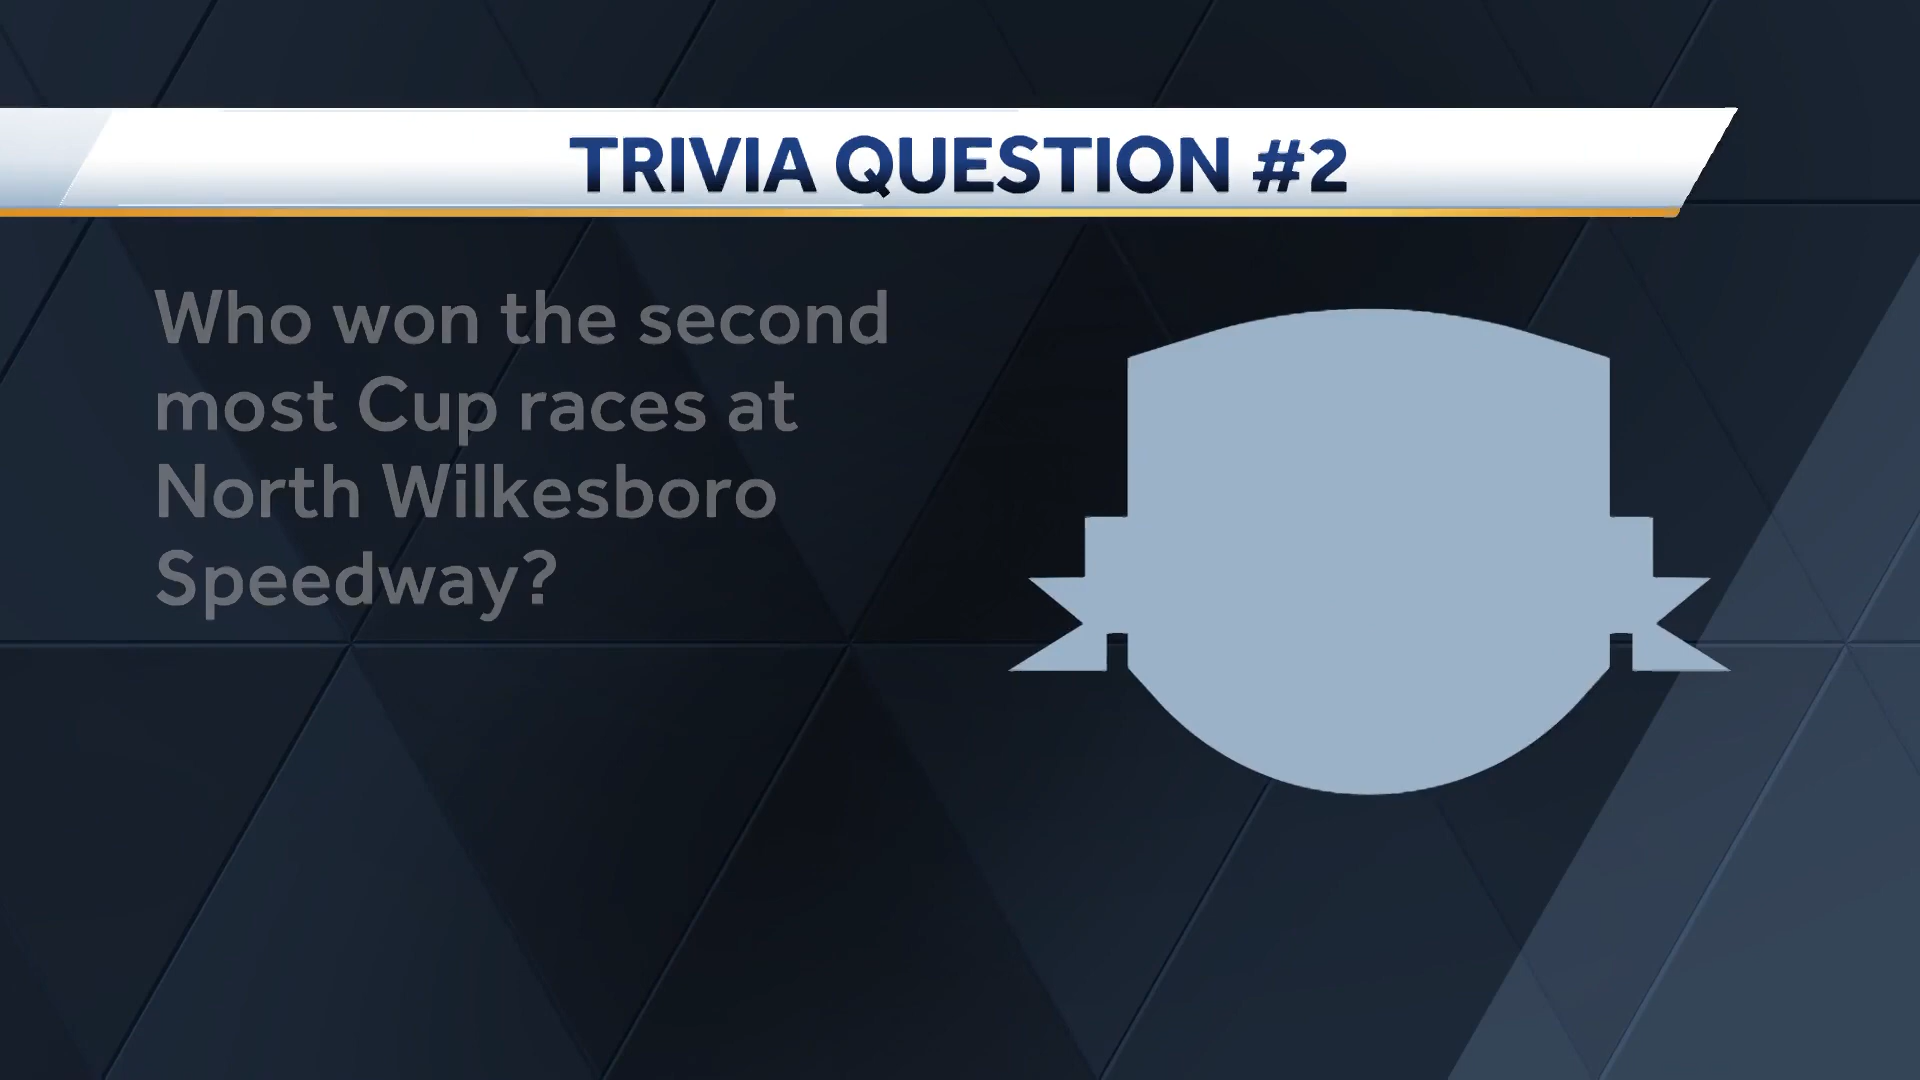 TRIVIA QUESTION #2
Who won the second
most Cup races at
North Wilkesboro
Speedway?